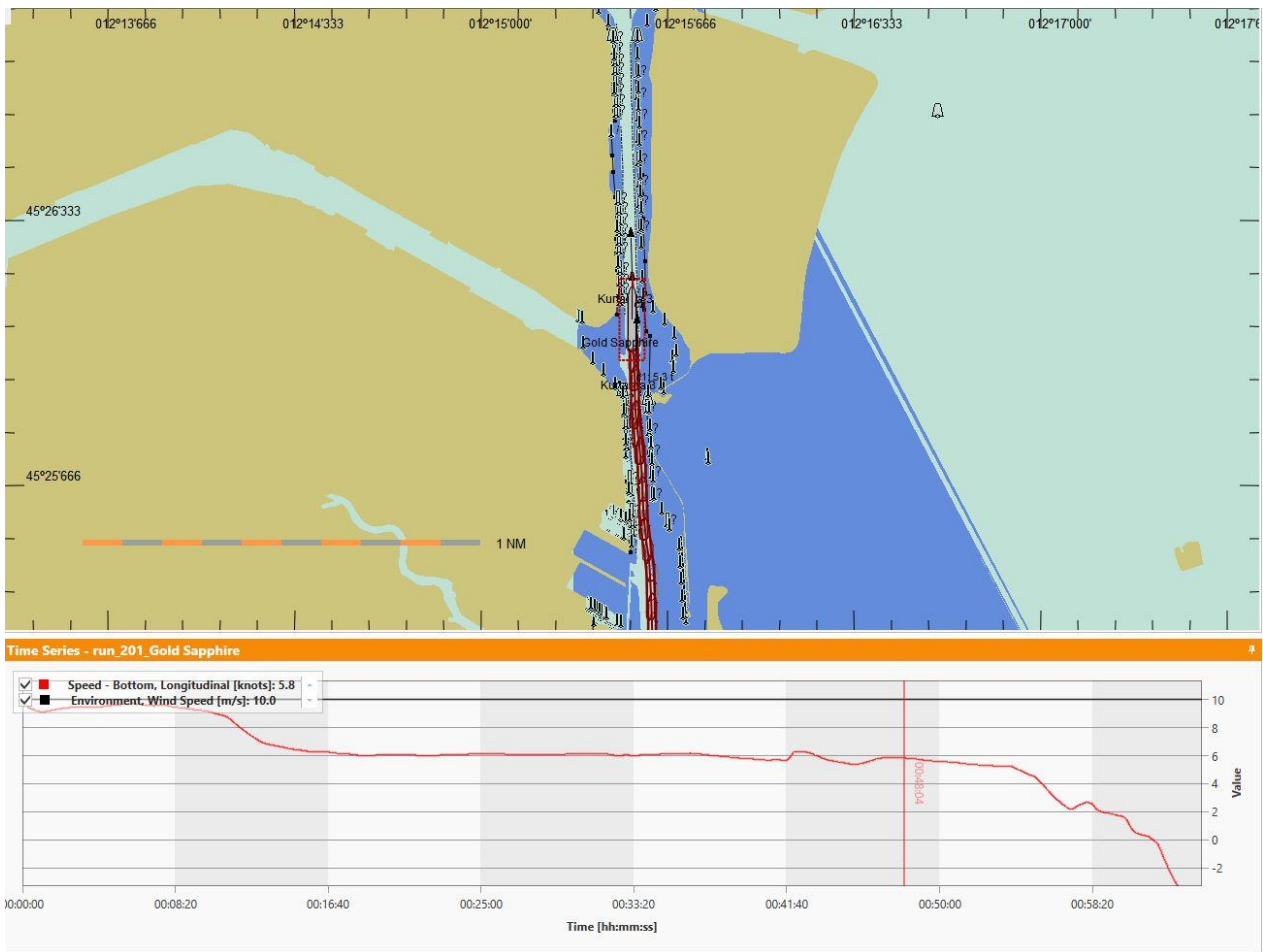 012°13'666 012°14'333 012°15'000 012°15'666 012°16'333 012°17'000
45°26'333
Gold Sapphire
45°25'666
1 NM
Time Series - run_201_Gold Sapphire
Speed - Bottom, Longitudinal [knots]: 5.8
Environment, Wind Speed [m/s]: 10.0
10
8
6
4
2
0
-2
Value
00:48:04
00:08:20 00:16:40 00:25:00 00:33:20 00:41:40 00:50:00 00:58:20
Time [hh:mm:ss]